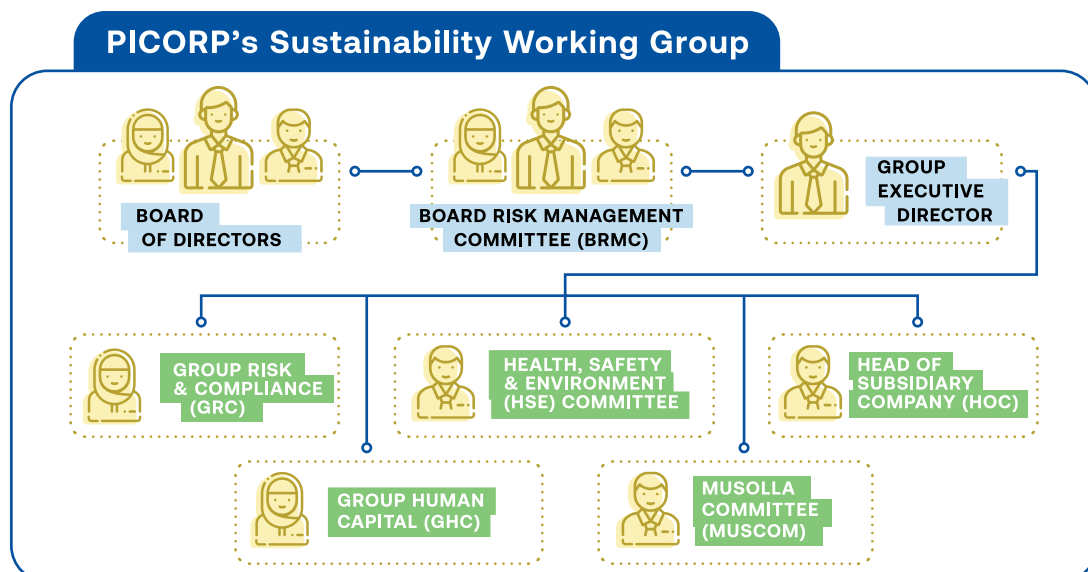 PICORP's Sustainability Working Group
BOARD
OF DIRECTORS
BOARD RISK MANAGEMENT
COMMITTEE (BRMC)
GROUP
EXECUTIVE
DIRECTOR
GROUP RISK
& COMPLIANCE
(GRC)
HEALTH, SAFETY
& ENVIRONMENT
(HSE) COMMITTEE
HEAD OF
SUBSIDIARY
COMPANY (HOC)
GROUP HUMAN
CAPITAL (GHC)
MUSOLLA
COMMITTEE
(MUSCOM)